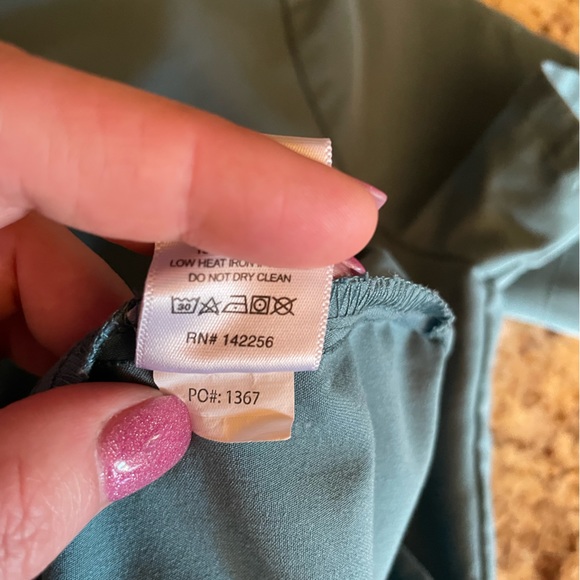 LOW HEAT IRON
DO NOT DRY CLEAN
30
RN# 142256
PO#: 1367